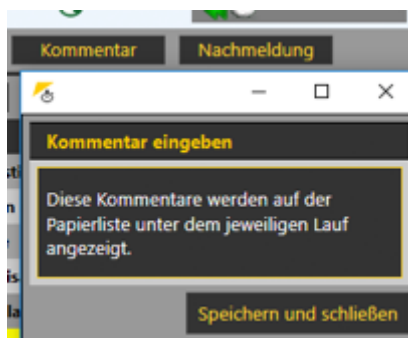 Kommentar Nachmeldung
Kommentar eingeben
Diese Kommentare werden auf der
Papierliste unter dem jeweiligen Lauf
angezeigt.
Speichern und schließen